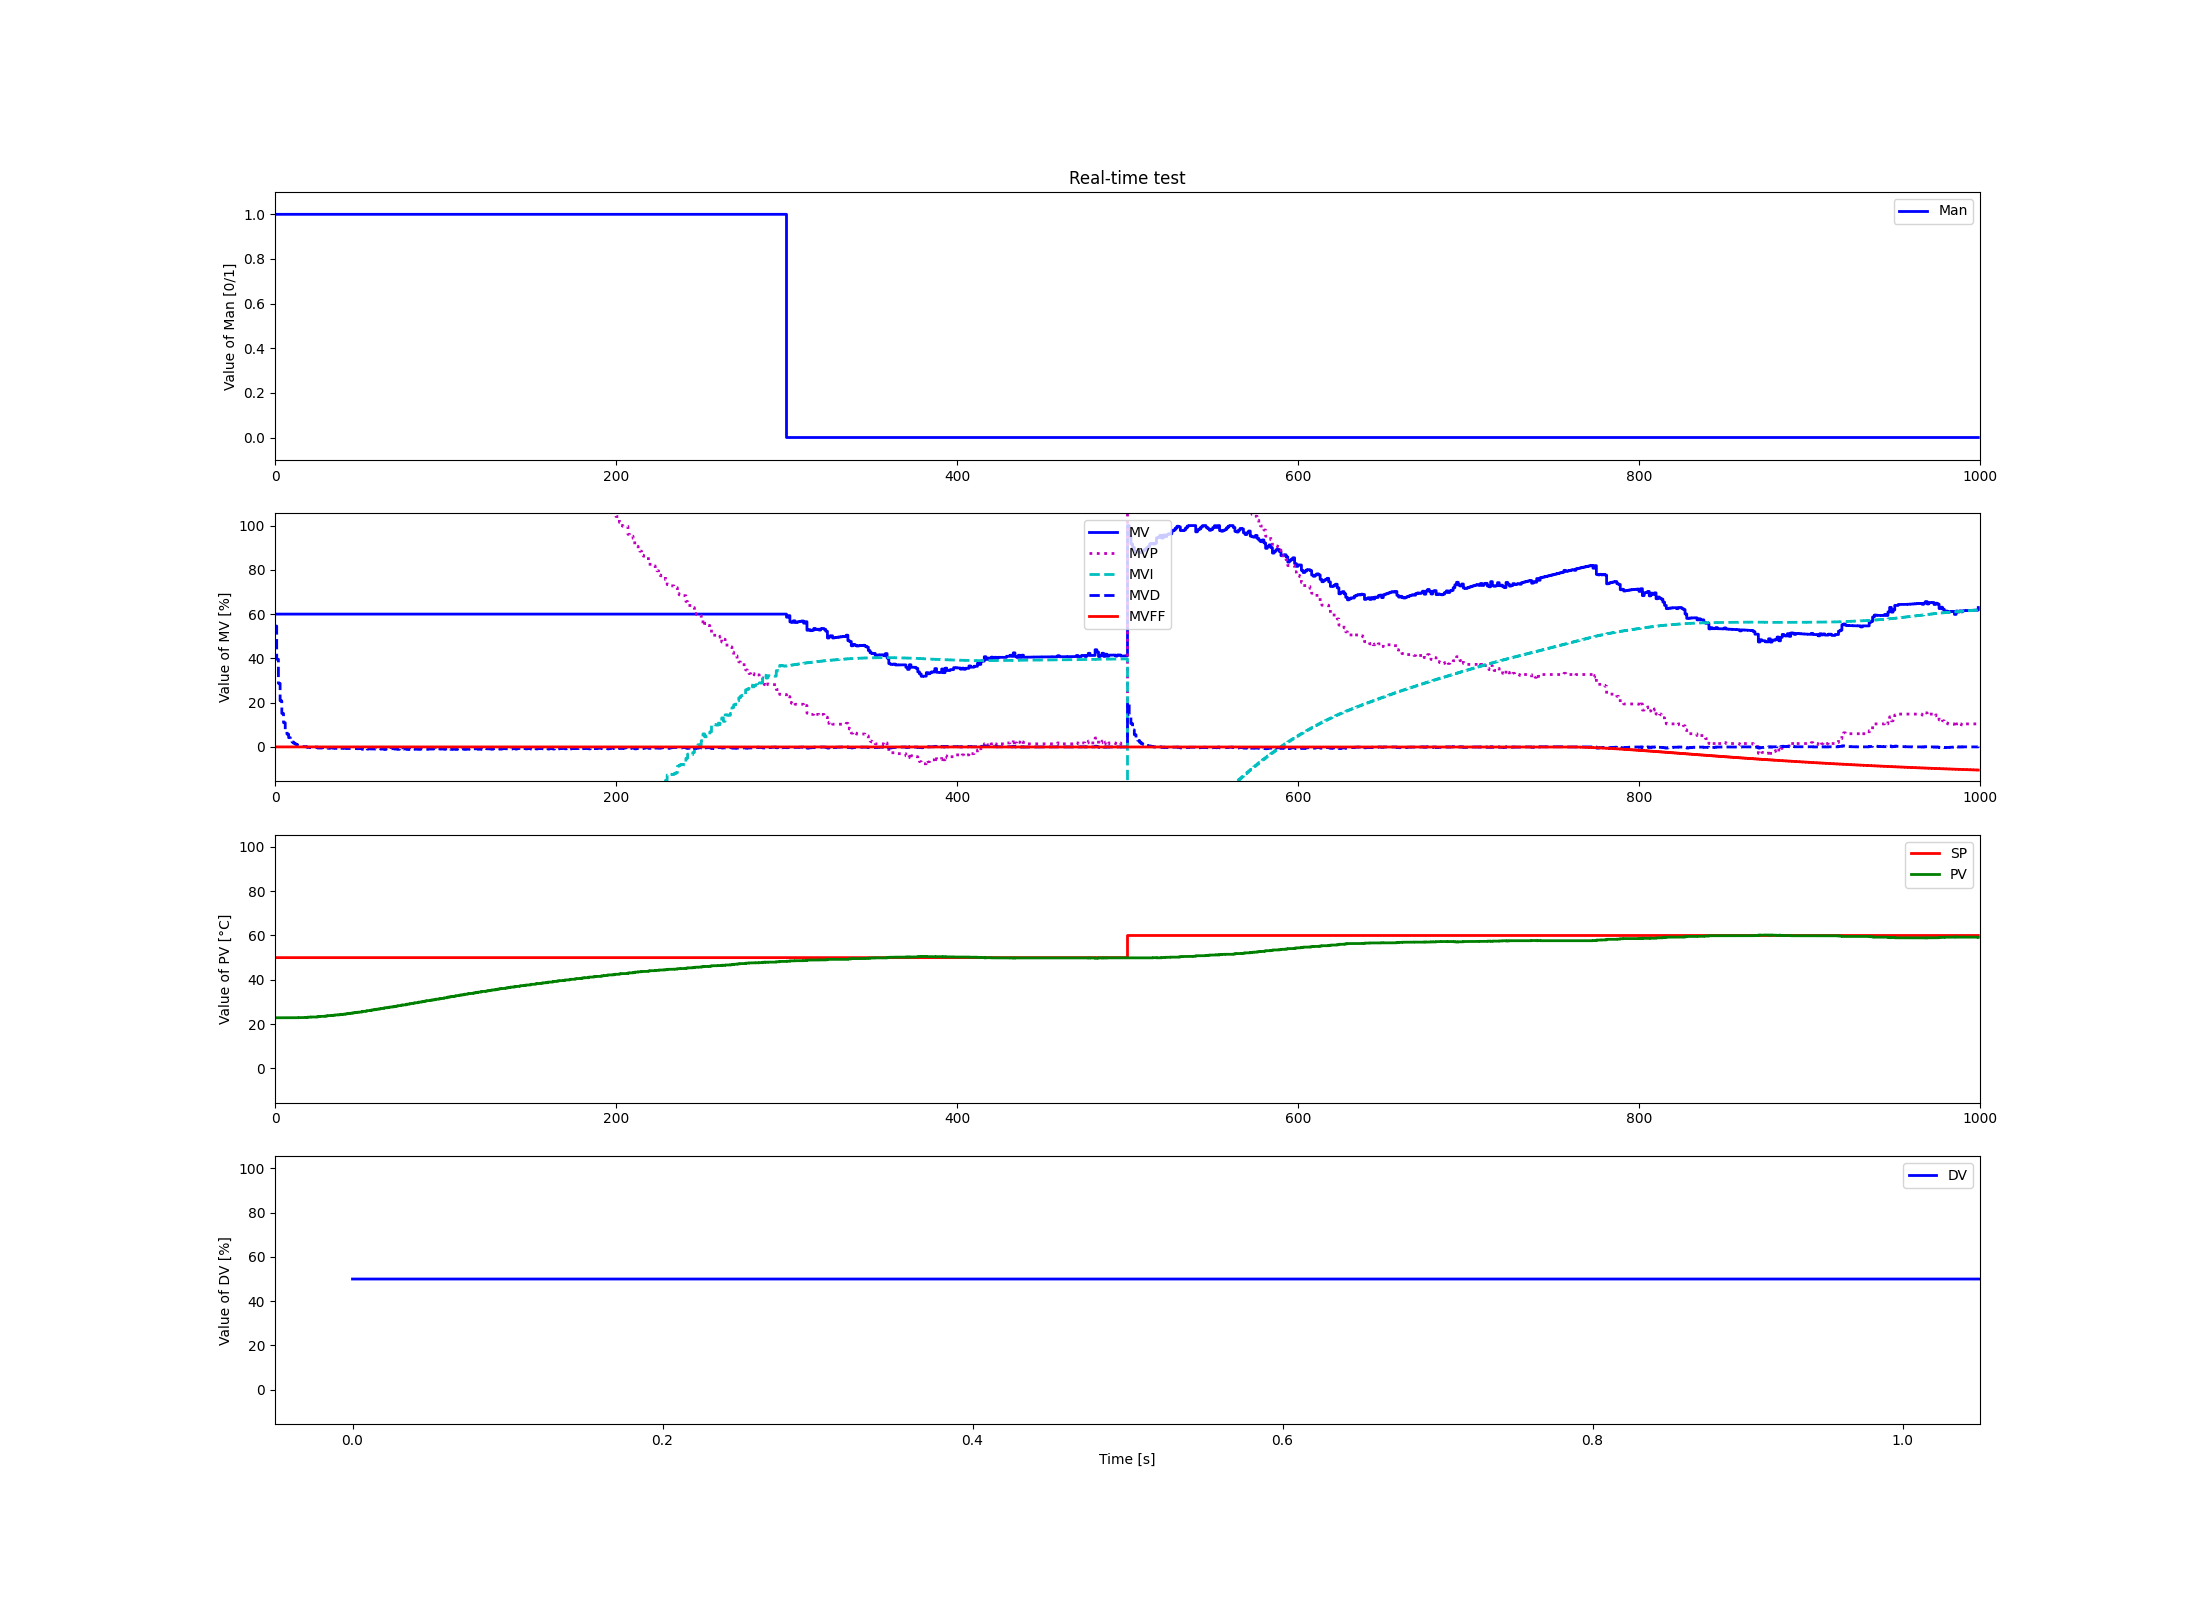 Real-time test
Value of Man [0/1]
1.0
0.8
0.6
0.4
0.2
0.0
Man
0 200 400 600 800 1000
Value of MV [%]
100
80
60
40
20
0
MV
MVP
MVI
MVD
MVFF
0 200 400 600 800 1000
Value of PV [°C]
100
80
60
40
20
0
SP
PV
0 200 400 600 800 1000
Value of DV [%]
100
80
60
40
20
0
DV
0.0 0.2 0.4 0.6 0.8 1.0
Time [s]